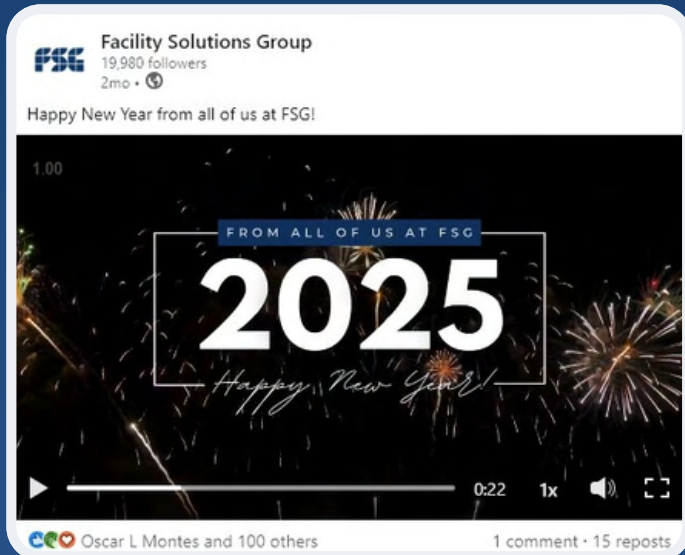 FSG
Facility Solutions Group
19,980 followers
2mo •
Happy New Year from all of us at FSG!
1.00
FROM ALL OF US AT FSG
2025
Happy New Year!
0:22 1x
Oscar L Montes and 100 others 1 comment · 15 reposts